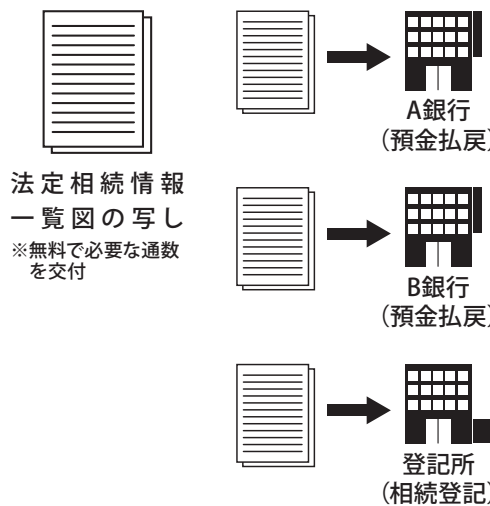 法定相続情報
一覧図の写し
※無料で必要な通数
を交付
A銀行
(預金払戻)
B銀行
(預金払戻)
登記所
(相続登記)